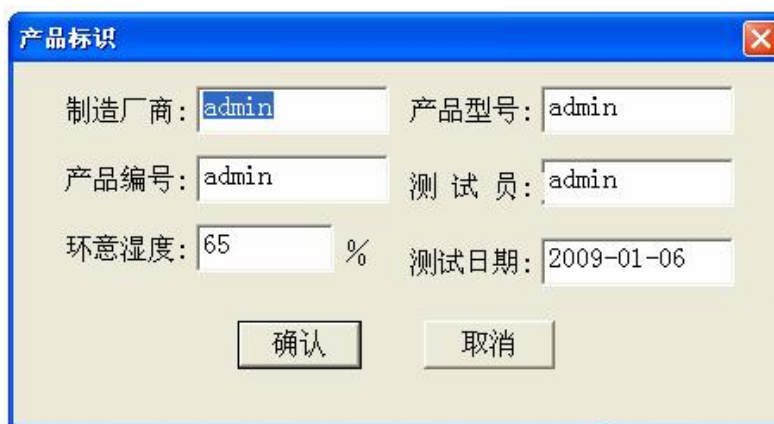 产品标识
制造厂商: admin 产品型号: admin
产品编号: admin 测 试 员: admin
环意湿度: 65 % 测试日期: 2009-01-06
确认 取消